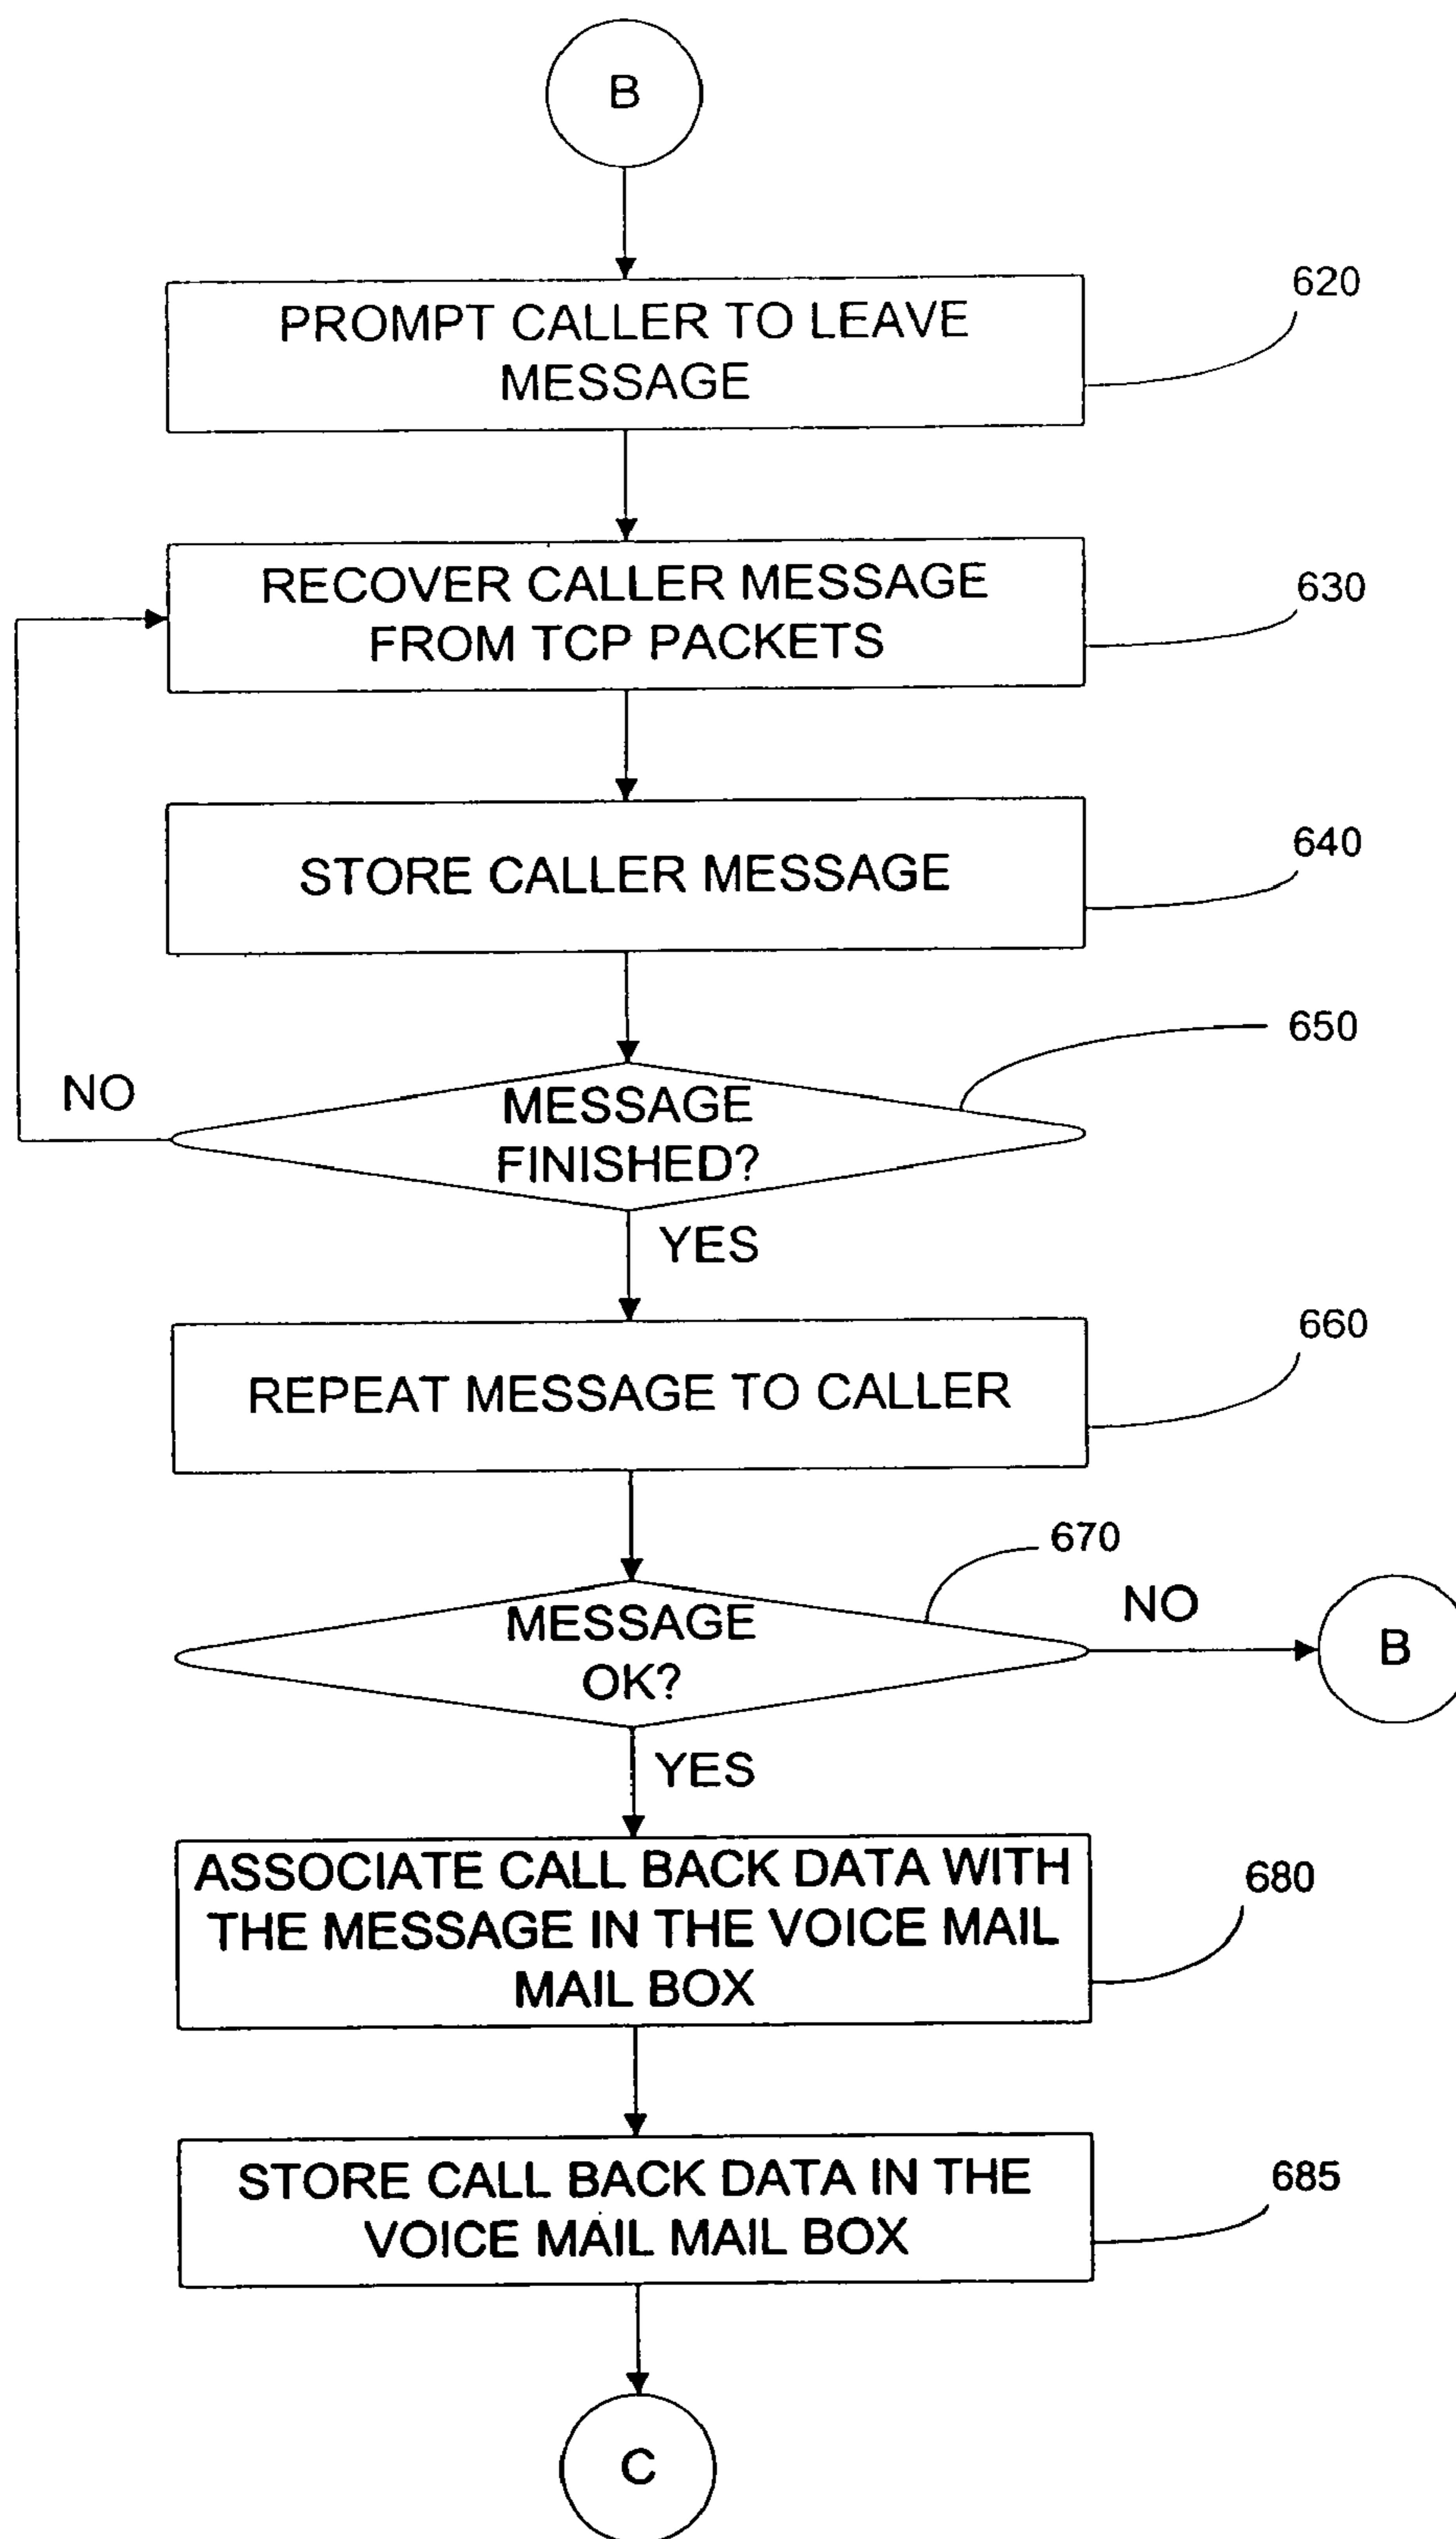 B
PROMPT CALLER TO LEAVE
MESSAGE
620
RECOVER CALLER MESSAGE
FROM TCP PACKETS
630
STORE CALLER MESSAGE
640
650
NO
MESSAGE
FINISHED?
YES
REPEAT MESSAGE TO CALLER
660
670
MESSAGE
OK?
NO
B
YES
ASSOCIATE CALL BACK DATA WITH
THE MESSAGE IN THE VOICE MAIL
MAIL BOX
680
STORE CALL BACK DATA IN THE
VOICE MAIL MAIL BOX
685
C